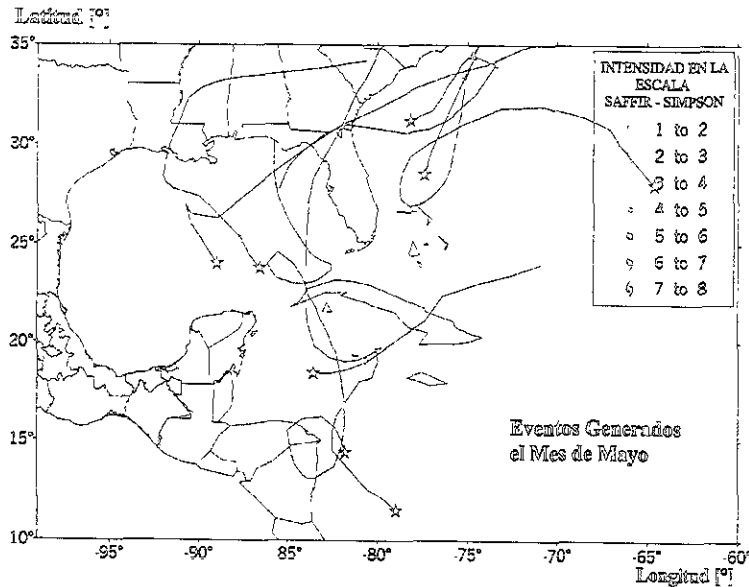 Latitud [°]
35°
30°
25°
20°
15°
10°
INTENSIDAD EN LA
ESCALA
SAFFIR - SIMPSON
1 to 2
2 to 3
3 to 4
4 to 5
5 to 6
6 to 7
7 to 8
Eventos Generados
el Mes de Mayo
-95° -90° -85° -80° -75° -70° -65° -60°
Longitud [°]